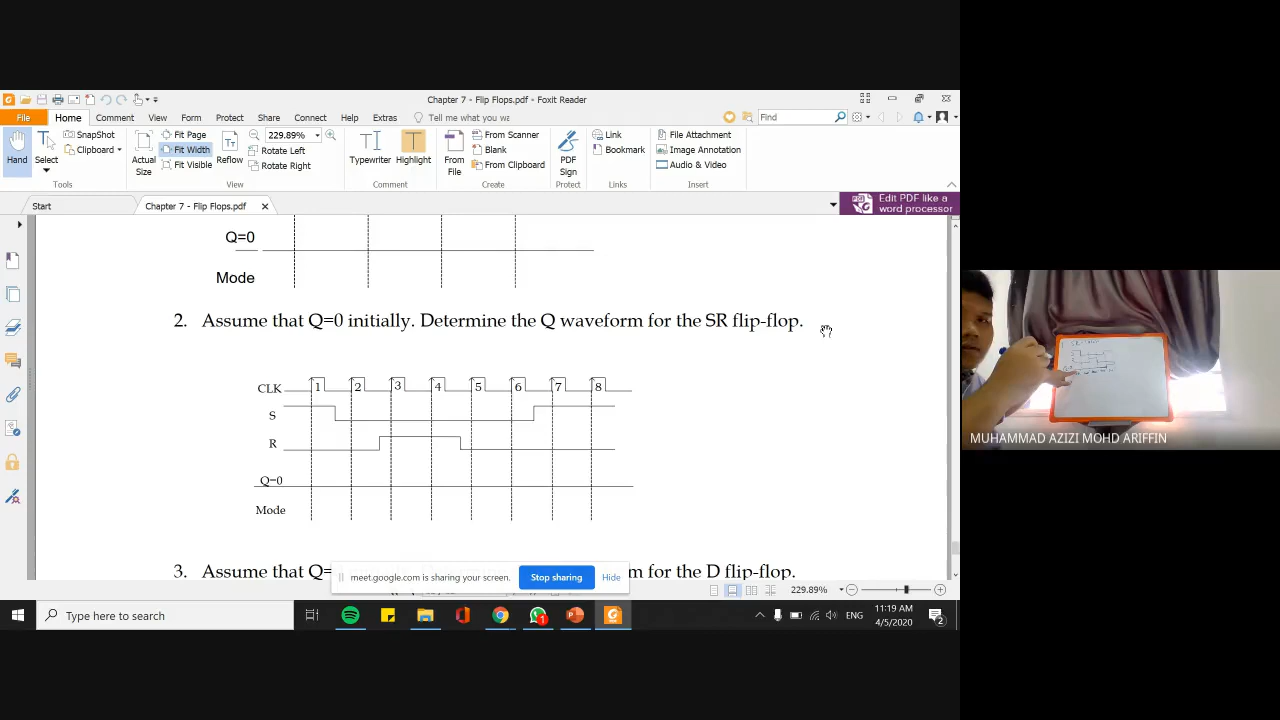 Chapter 7 - Flip Flops.pdf - Foxit Reader
File Home Comment View Form Protect Share Connect Help Extras Tell me what you wa Find
SnapShot
Clipboard
Hand Select
Actual Size
Fit Page
Fit Width
Fit Visible
Reflow
229.89%
Rotate Left
Rotate Right
Typewriter Highlight
From File
From Scanner
Blank
From Clipboard
PDF Sign
Link
Bookmark
File Attachment
Image Annotation
Audio & Video
Tools View Comment Create Protect Links Insert
Start Chapter 7 - Flip Flops.pdf
Edit PDF like a word processor
Q=0
Mode
2. Assume that Q=0 initially. Determine the Q waveform for the SR flip-flop.
CLK 1 2 3 4 5 6 7 8
S
R
Q=0
Mode
3. Assume that Q= m for the D flip-flop.
meet.google.com is sharing your screen. Stop sharing Hide
229.89%
Type here to search
1
ENG
11:19 AM
4/5/2020
2
MUHAMMAD AZIZI MOHD ARIFFIN